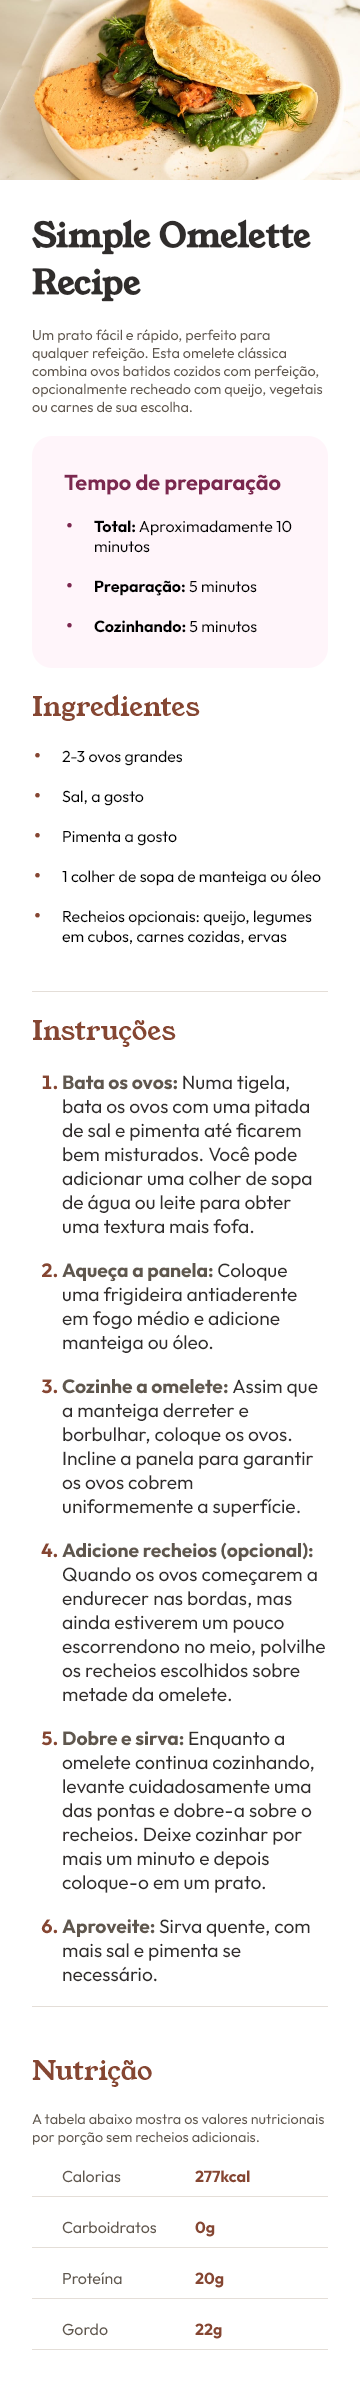 Simple Omelette
Recipe
Um prato fácil e rápido, perfeito para
qualquer refeição. Esta omelete clássica
combina ovos batidos cozidos com perfeição,
opcionalmente recheado com queijo, vegetais
ou carnes de sua escolha.
Tempo de preparação
• Total: Aproximadamente 10
minutos
• Preparação: 5 minutos
• Cozinhando: 5 minutos
Ingredientes
• 2-3 ovos grandes
• Sal, a gosto
• Pimenta a gosto
• 1 colher de sopa de manteiga ou óleo
• Recheios opcionais: queijo, legumes
em cubos, carnes cozidas, ervas
Instruções
1. Bata os ovos: Numa tigela,
bata os ovos com uma pitada
de sal e pimenta até ficarem
bem misturados. Você pode
adicionar uma colher de sopa
de água ou leite para obter
uma textura mais fofa.
2. Aqueça a panela: Coloque
uma frigideira antiaderente
em fogo médio e adicione
manteiga ou óleo.
3. Cozinhe a omelete: Assim que
a manteiga derreter e
borbulhar, coloque os ovos.
Incline a panela para garantir
os ovos cobrem
uniformemente a superfície.
4. Adicione recheios (opcional):
Quando os ovos começarem a
endurecer nas bordas, mas
ainda estiverem um pouco
escorrendono no meio, polvilhe
os recheios escolhidos sobre
metade da omelete.
5. Dobre e sirva: Enquanto a
omelete continua cozinhando,
levante cuidadosamente uma
das pontas e dobre-a sobre o
recheios. Deixe cozinhar por
mais um minuto e depois
coloque-o em um prato.
6. Aproveite: Sirva quente, com
mais sal e pimenta se
necessário.
Nutrição
A tabela abaixo mostra os valores nutricionais
por porção sem recheios adicionais.
Calorias 277kcal
Carboidratos 0g
Proteína 20g
Gordo 22g